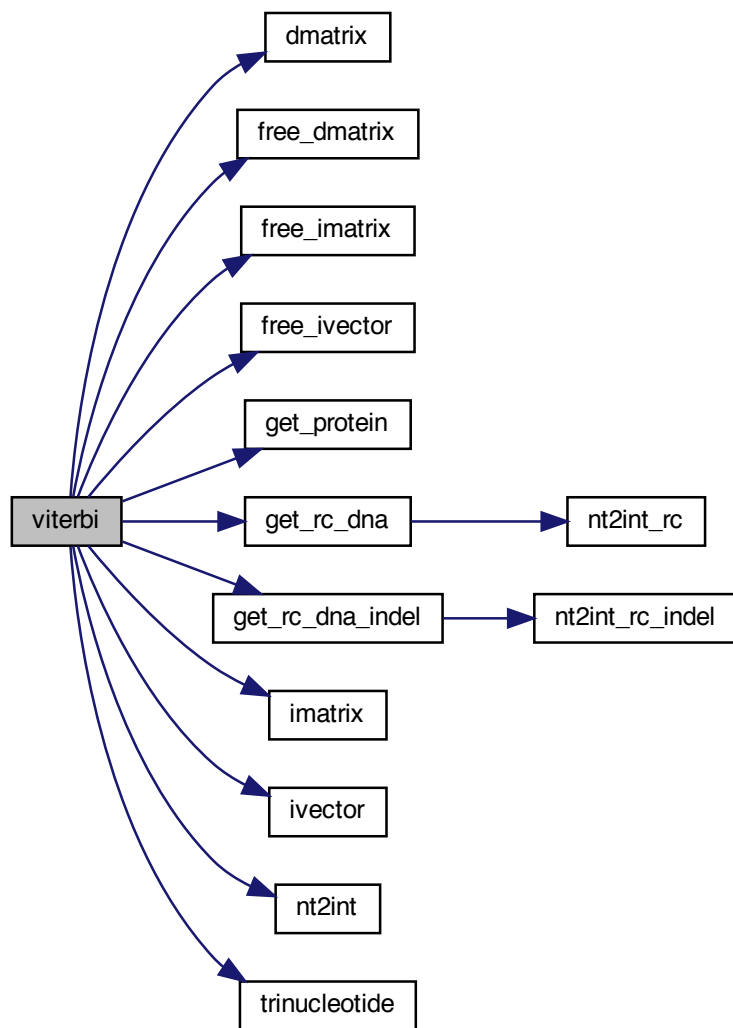 dmatrix
free_dmatrix
free_imatrix
free_ivector
get_protein
viterbi
get_rc_dna
nt2int_rc
get_rc_dna_indel
nt2int_rc_indel
imatrix
ivector
nt2int
trinucleotide